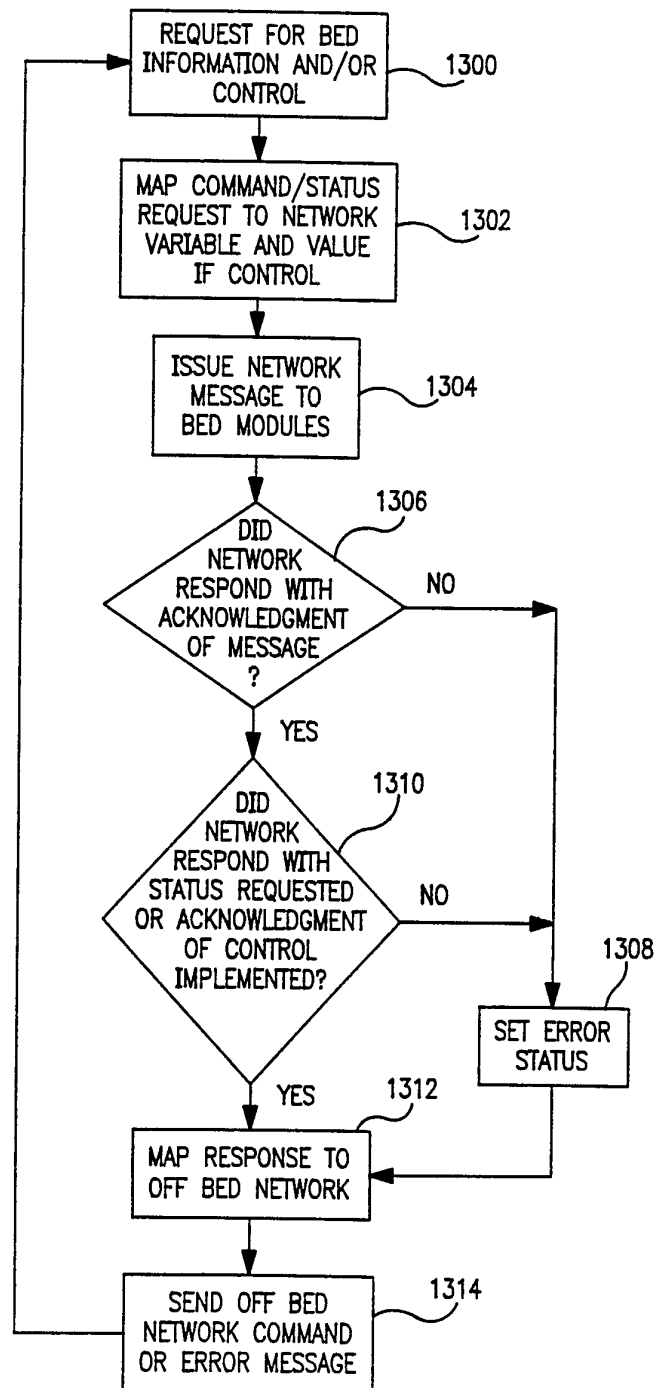 REQUEST FOR BED
INFORMATION AND/OR
CONTROL
1300
MAP COMMAND/STATUS
REQUEST TO NETWORK
VARIABLE AND VALUE
IF CONTROL
1302
ISSUE NETWORK
MESSAGE TO
BED MODULES
1304
1306
DID
NETWORK
RESPOND WITH
ACKNOWLEDGMENT
OF MESSAGE
?
NO
YES
1310
DID
NETWORK
RESPOND WITH
STATUS REQUESTED
OR ACKNOWLEDGMENT
OF CONTROL
IMPLEMENTED?
NO
1308
SET ERROR
STATUS
YES
1312
MAP RESPONSE TO
OFF BED NETWORK
SEND OFF BED
NETWORK COMMAND
OR ERROR MESSAGE
1314